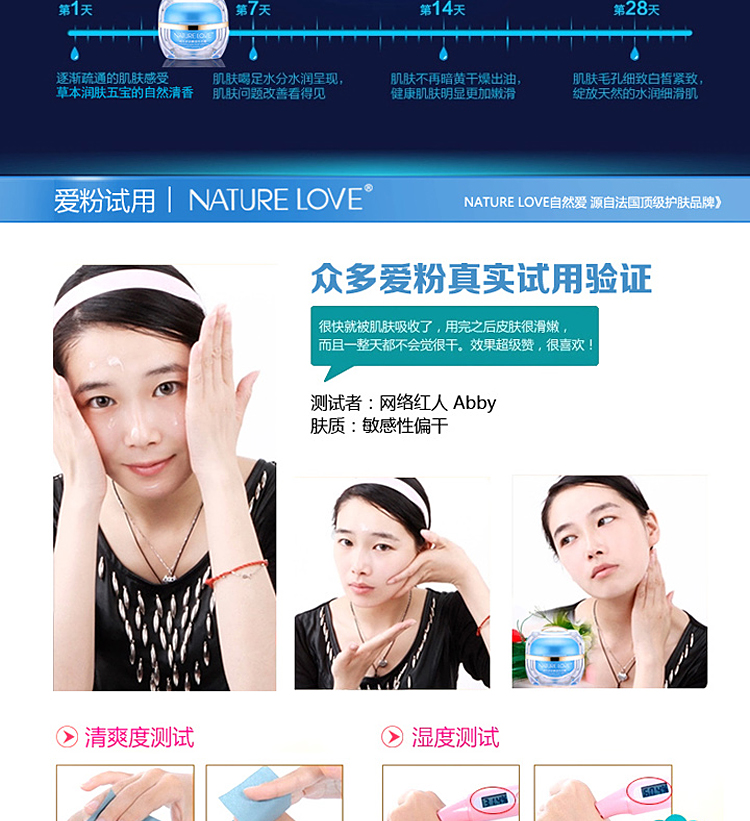 第1天
第7天
第14天
第28天
NATURE LOVE
逐渐疏通的肌肤感受
草本润肤五宝的自然清香
肌肤喝足水分水润呈现，
肌肤问题改善看得见
肌肤不再暗黄干燥出油，
健康肌肤明显更加嫩滑
肌肤毛孔细致白皙紧致，
绽放天然的水润细滑肌
爱粉试用 | NATURE LOVE®
NATURE LOVE自然爱 源自法国顶级护肤品牌》
众多爱粉真实试用验证
很快就被肌肤吸收了，用完之后皮肤很滑嫩，
而且一整天都不会觉很干。效果超级赞，很喜欢！
测试者：网络红人 Abby
肤质：敏感性偏干
NATURE LOVE
清爽度测试
湿度测试